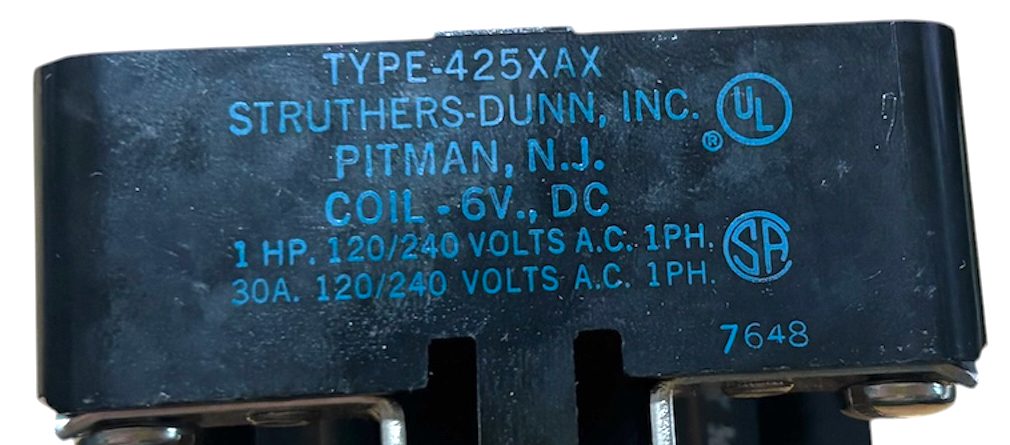 TYPE-425XAX
STRUTHERS-DUNN, INC.
UL
®
PITMAN, N.J.
COIL - 6V., DC
1 HP. 120/240 VOLTS A.C. 1PH.
30A. 120/240 VOLTS A.C. 1PH.
SA
7648